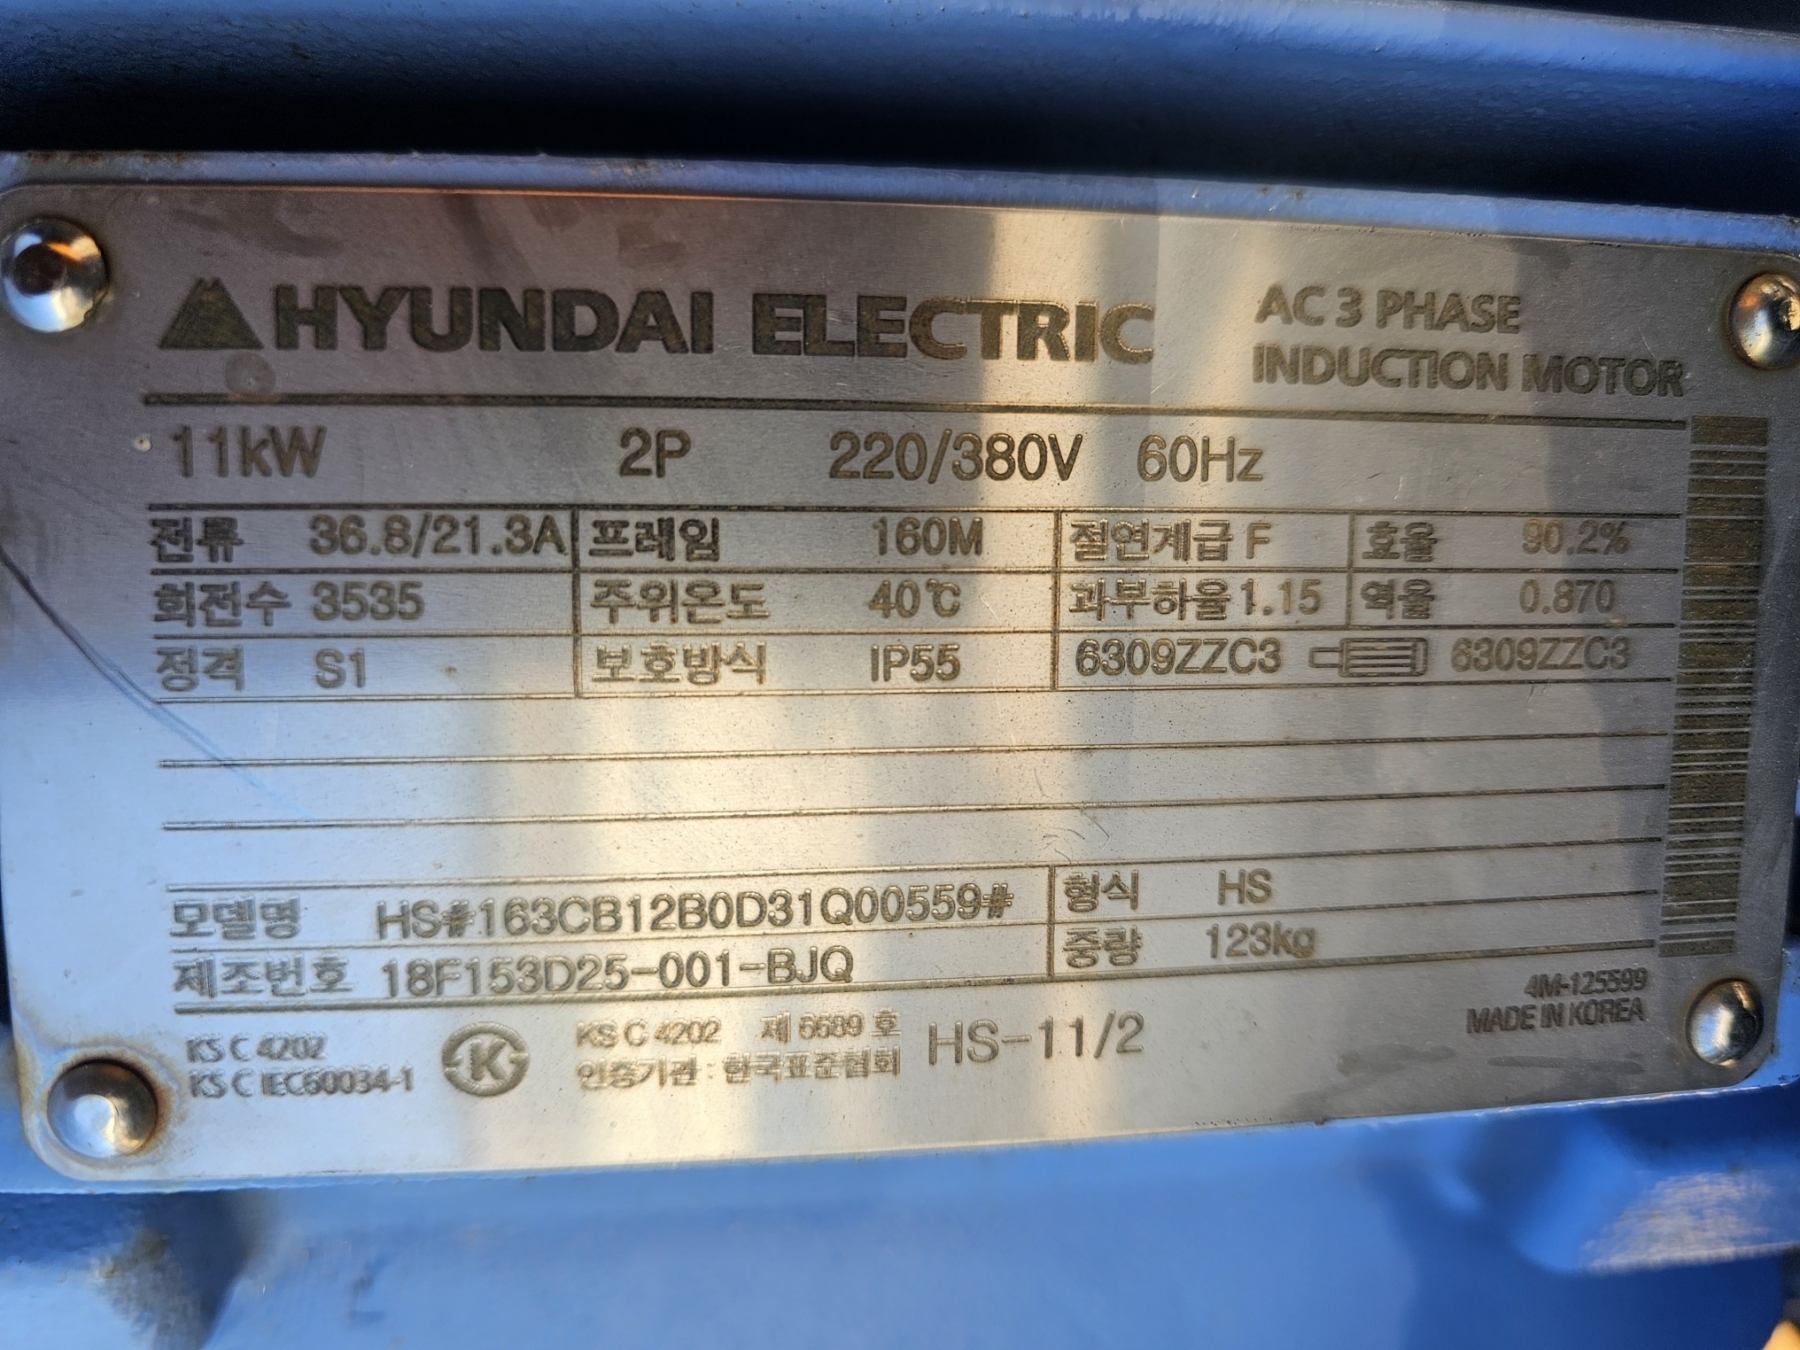 HYUNDAI ELECTRIC
AC 3 PHASE
INDUCTION MOTOR
11kW 2P 220/380V 60Hz
전류 36.8/21.3A 프레임 160M 절연계급 F 효율 90.2%
회전수 3535 주위온도 40℃ 과부하율 1.15 역율 0.870
정격 S1 보호방식 IP55 6309ZZC3 6309ZZC3
모델명 HS#163CB12B0D31Q00559# 형식 HS
제조번호 18F153D25-001-BJQ 중량 123kg
4M-125599
MADE IN KOREA
KS C 4202
KS C IEC60034-1
K
KS C 4202 제 6689 호
인증기관 : 한국표준협회
HS-11/2